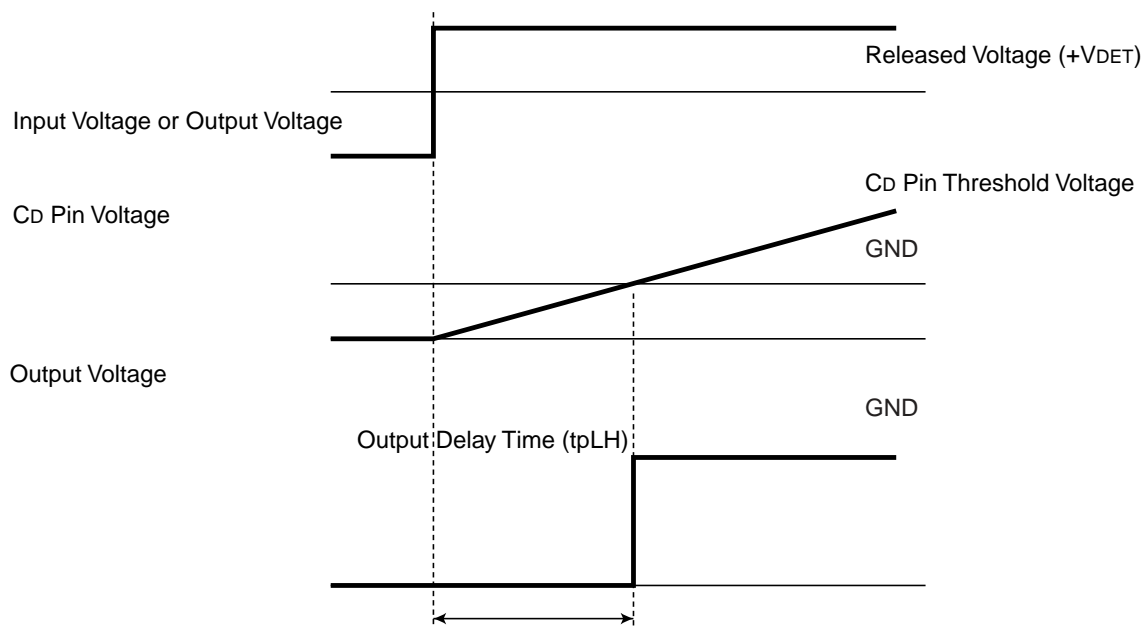 Released Voltage (+VDET)
Input Voltage or Output Voltage
CD Pin Threshold Voltage
CD Pin Voltage
GND
Output Voltage
GND
Output Delay Time (tpLH)